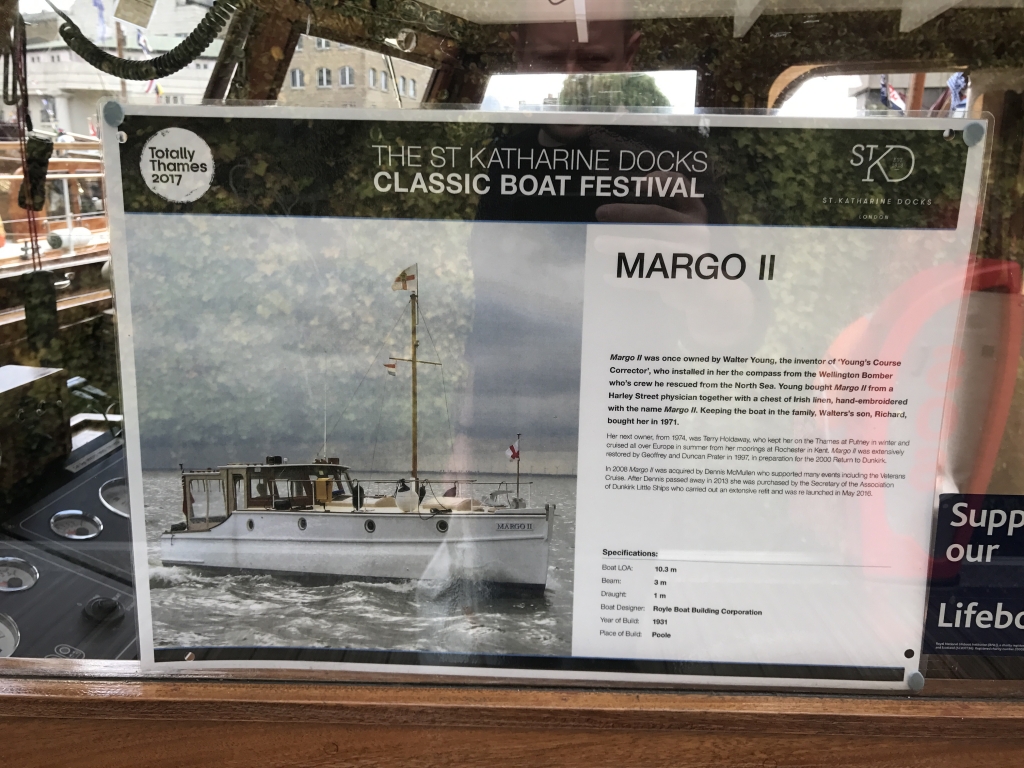 Totally
Thames
2017
THE ST KATHARINE DOCKS
CLASSIC BOAT FESTIVAL
STKD
ST. KATHARINE DOCKS
LONDON
MARGO II
Margo II was once owned by Walter Young, the inventor of 'Young's Course
Corrector', who installed in her the compass from the Wellington Bomber
who's crew he rescued from the North Sea. Young bought Margo II from a
Harley Street physician together with a chest of Irish linen, hand-embroidered
with the name Margo II. Keeping the boat in the family, Walters's son, Richard,
bought her in 1971.
Her next owner, from 1974, was Terry Holdaway, who kept her on the Thames at Putney in winter and
cruised all over Europe in summer from her moorings at Rochester in Kent. Margo II was extensively
restored by Geoffrey and Duncan Prater in 1997, in preparation for the 2000 Return to Dunkirk.
In 2008 Margo II was acquired by Dennis McMullen who supported many events including the Veterans
Cruise. After Dennis passed away in 2013 she was purchased by the Secretary of the Association
of Dunkirk Little Ships who carried out an extensive refit and was re launched in May 2016.
MARGO II
Specifications:
Boat LOA: 10.3 m
Beam: 3 m
Draught: 1 m
Boat Designer: Royle Boat Building Corporation
Year of Build: 1931
Place of Build: Poole
Supp
our
Lifebo